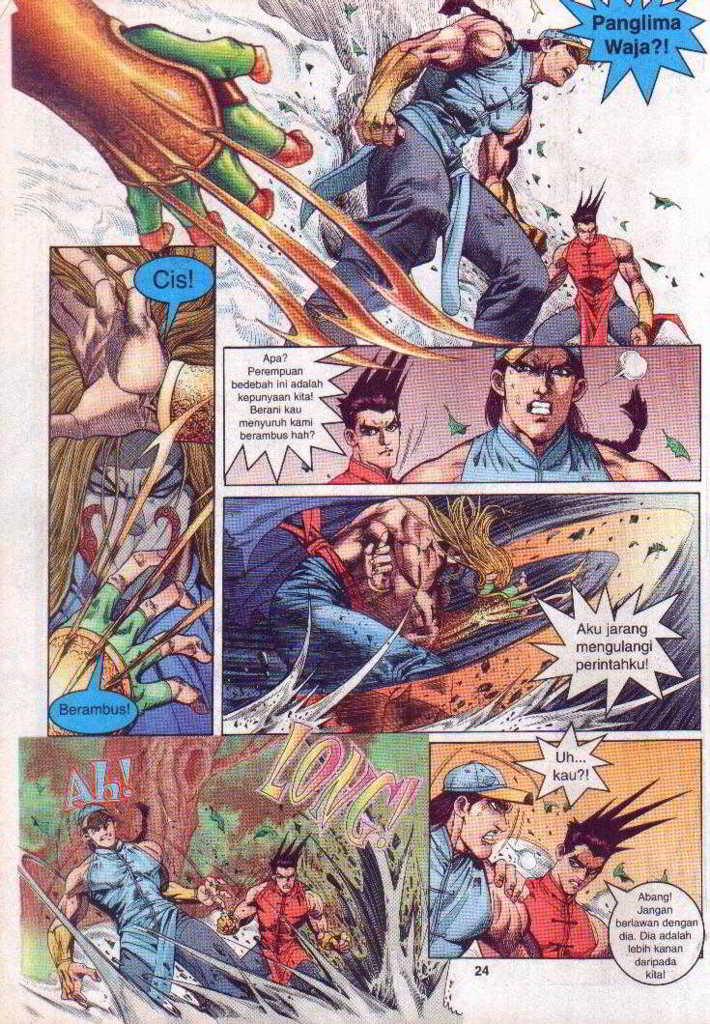 Panglima
Waja?!
Cis!
Apa?
Perempuan
bedebah ini adalah
kepunyaan kita!
Berani kau
menyuruh kami
berambus hah?
Berambus!
Aku jarang
mengulangi
perintahku!
AH!
LONG!
Uh...
kau?!
Abang!
Jangan
berlawan dengan
dia. Dia adalah
lebih kanan
daripada
kita!
24